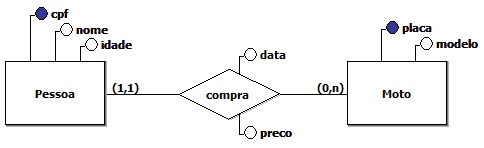 cpf
nome
idade
Pessoa
(1,1)
data
compra
preco
(0,n)
placa
modelo
Moto